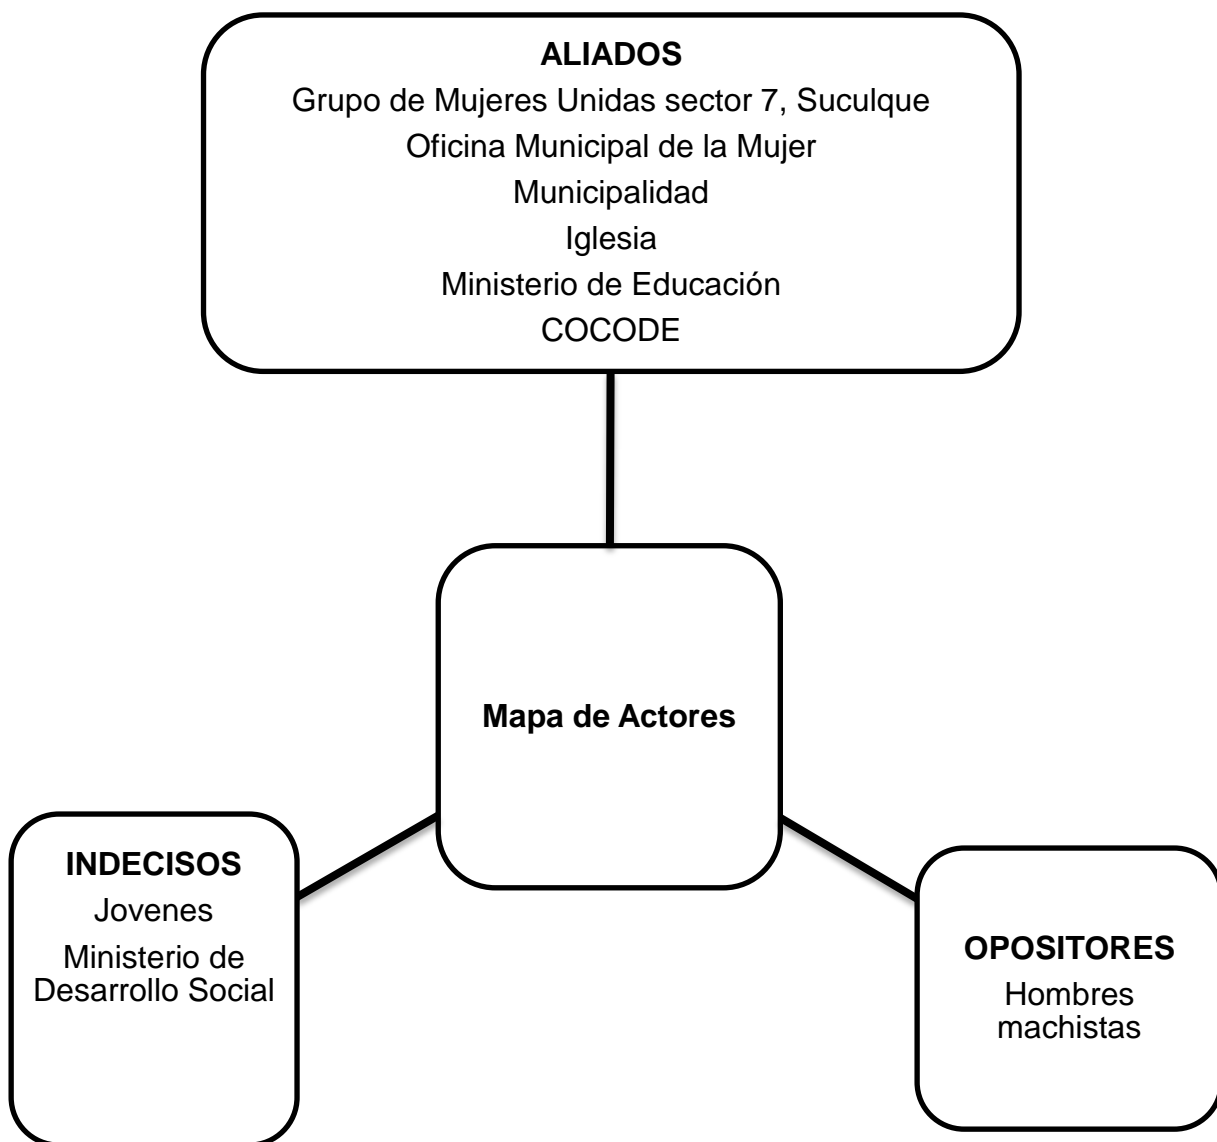 ALIADOS
Grupo de Mujeres Unidas sector 7, Suculque
Oficina Municipal de la Mujer
Municipalidad
Iglesia
Ministerio de Educación
COCODE
Mapa de Actores
INDECISOS
Jovenes
Ministerio de
Desarrollo Social
OPOSITORES
Hombres
machistas